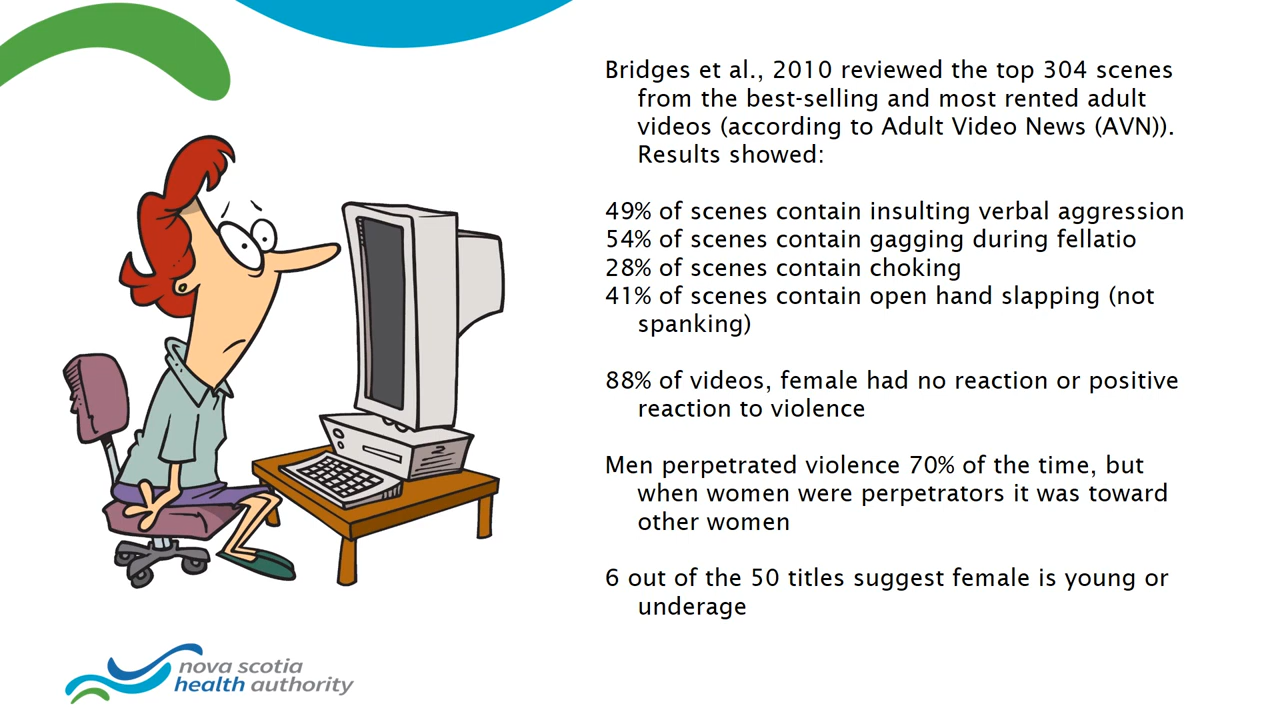 Bridges et al., 2010 reviewed the top 304 scenes
from the best-selling and most rented adult
videos (according to Adult Video News (AVN)).
Results showed:
49% of scenes contain insulting verbal aggression
54% of scenes contain gagging during fellatio
28% of scenes contain choking
41% of scenes contain open hand slapping (not
spanking)
88% of videos, female had no reaction or positive
reaction to violence
Men perpetrated violence 70% of the time, but
when women were perpetrators it was toward
other women
6 out of the 50 titles suggest female is young or
underage
nova scotia
health authority